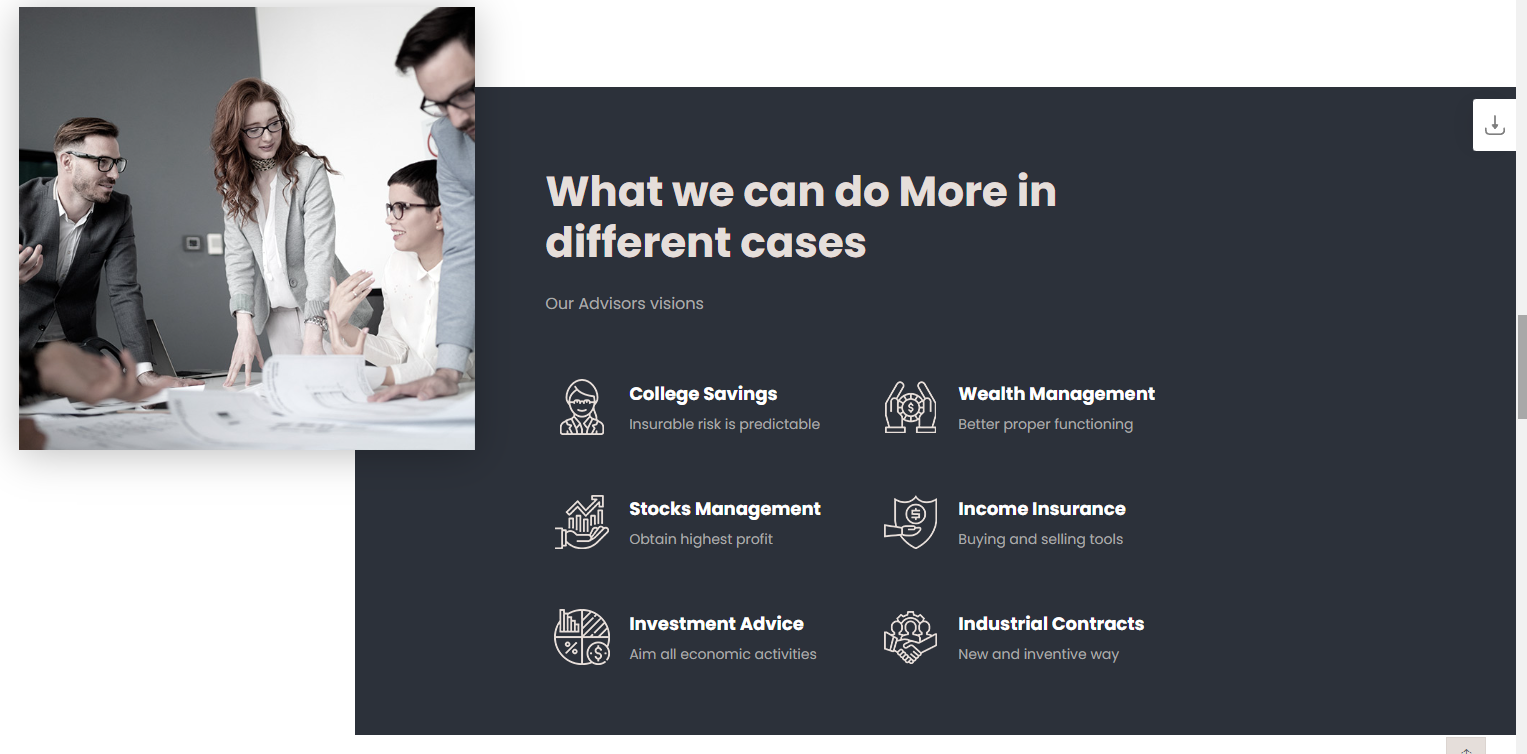 What we can do More in
different cases
Our Advisors visions
College Savings
Insurable risk is predictable
Wealth Management
Better proper functioning
Stocks Management
Obtain highest profit
Income Insurance
Buying and selling tools
Investment Advice
Aim all economic activities
Industrial Contracts
New and inventive way